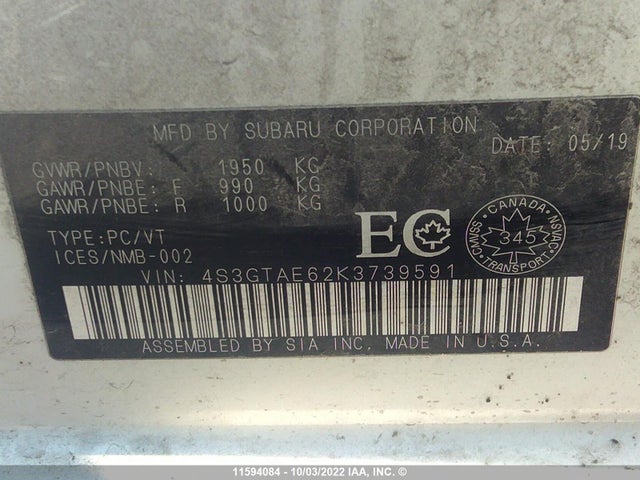 MFD BY SUBARU CORPORATION
DATE: 05/19
GVWR/PNBV: 1950 KG
GAWR/PNBE: F 990 KG
GAWR/PNBE: R 1000 KG
TYPE:PC/VT
ICES/NMB-002
EC
CANADA
CMVSS 345 NSVAC
TRANSPORT
VIN: 4S3GTAE62K3739591
ASSEMBLED BY SIA INC. MADE IN U.S.A.
11594084 - 10/03/2022 IAA, INC. ©